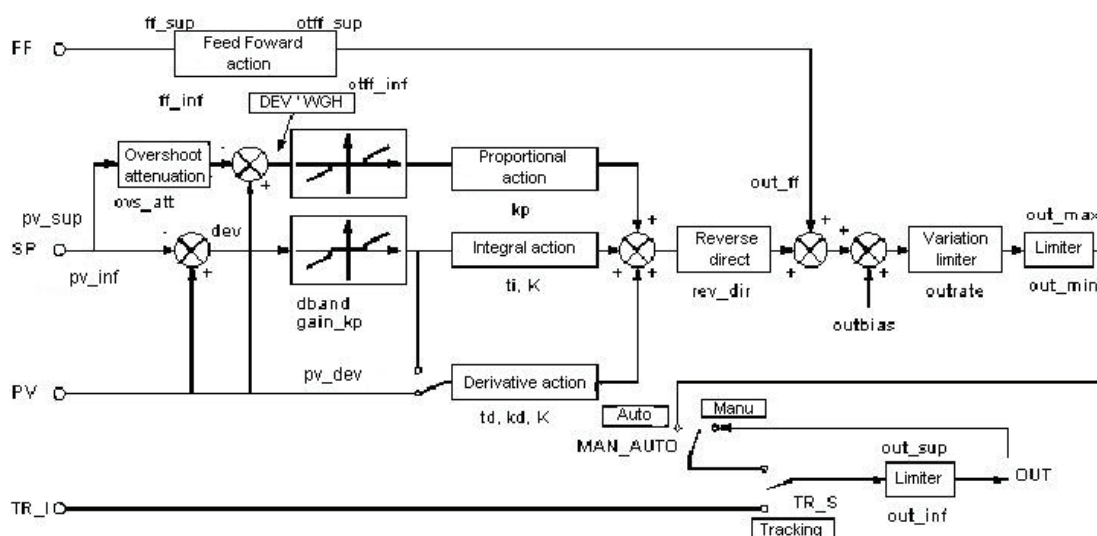 ff_sup
otff_sup
FF
Feed Foward
action
ff_inf
otff_inf
DEV * WGH
-
+
Overshoot
attenuation
ovs_att
Proportional
action
kp
out_ff
pv_sup
SP
pv_inf
-
dev
+
dband
gain_kp
Integral action
ti, K
+
+
+
Reverse
direct
rev_dir
+
+
+
+
outbias
Variation
limiter
outrate
out_max
Limiter
out_min
PV
pv_dev
Derivative action
td, kd, K
Auto
Manu
MAN_AUTO
out_sup
Limiter
out_inf
OUT
TR_I
TR_S
Tracking